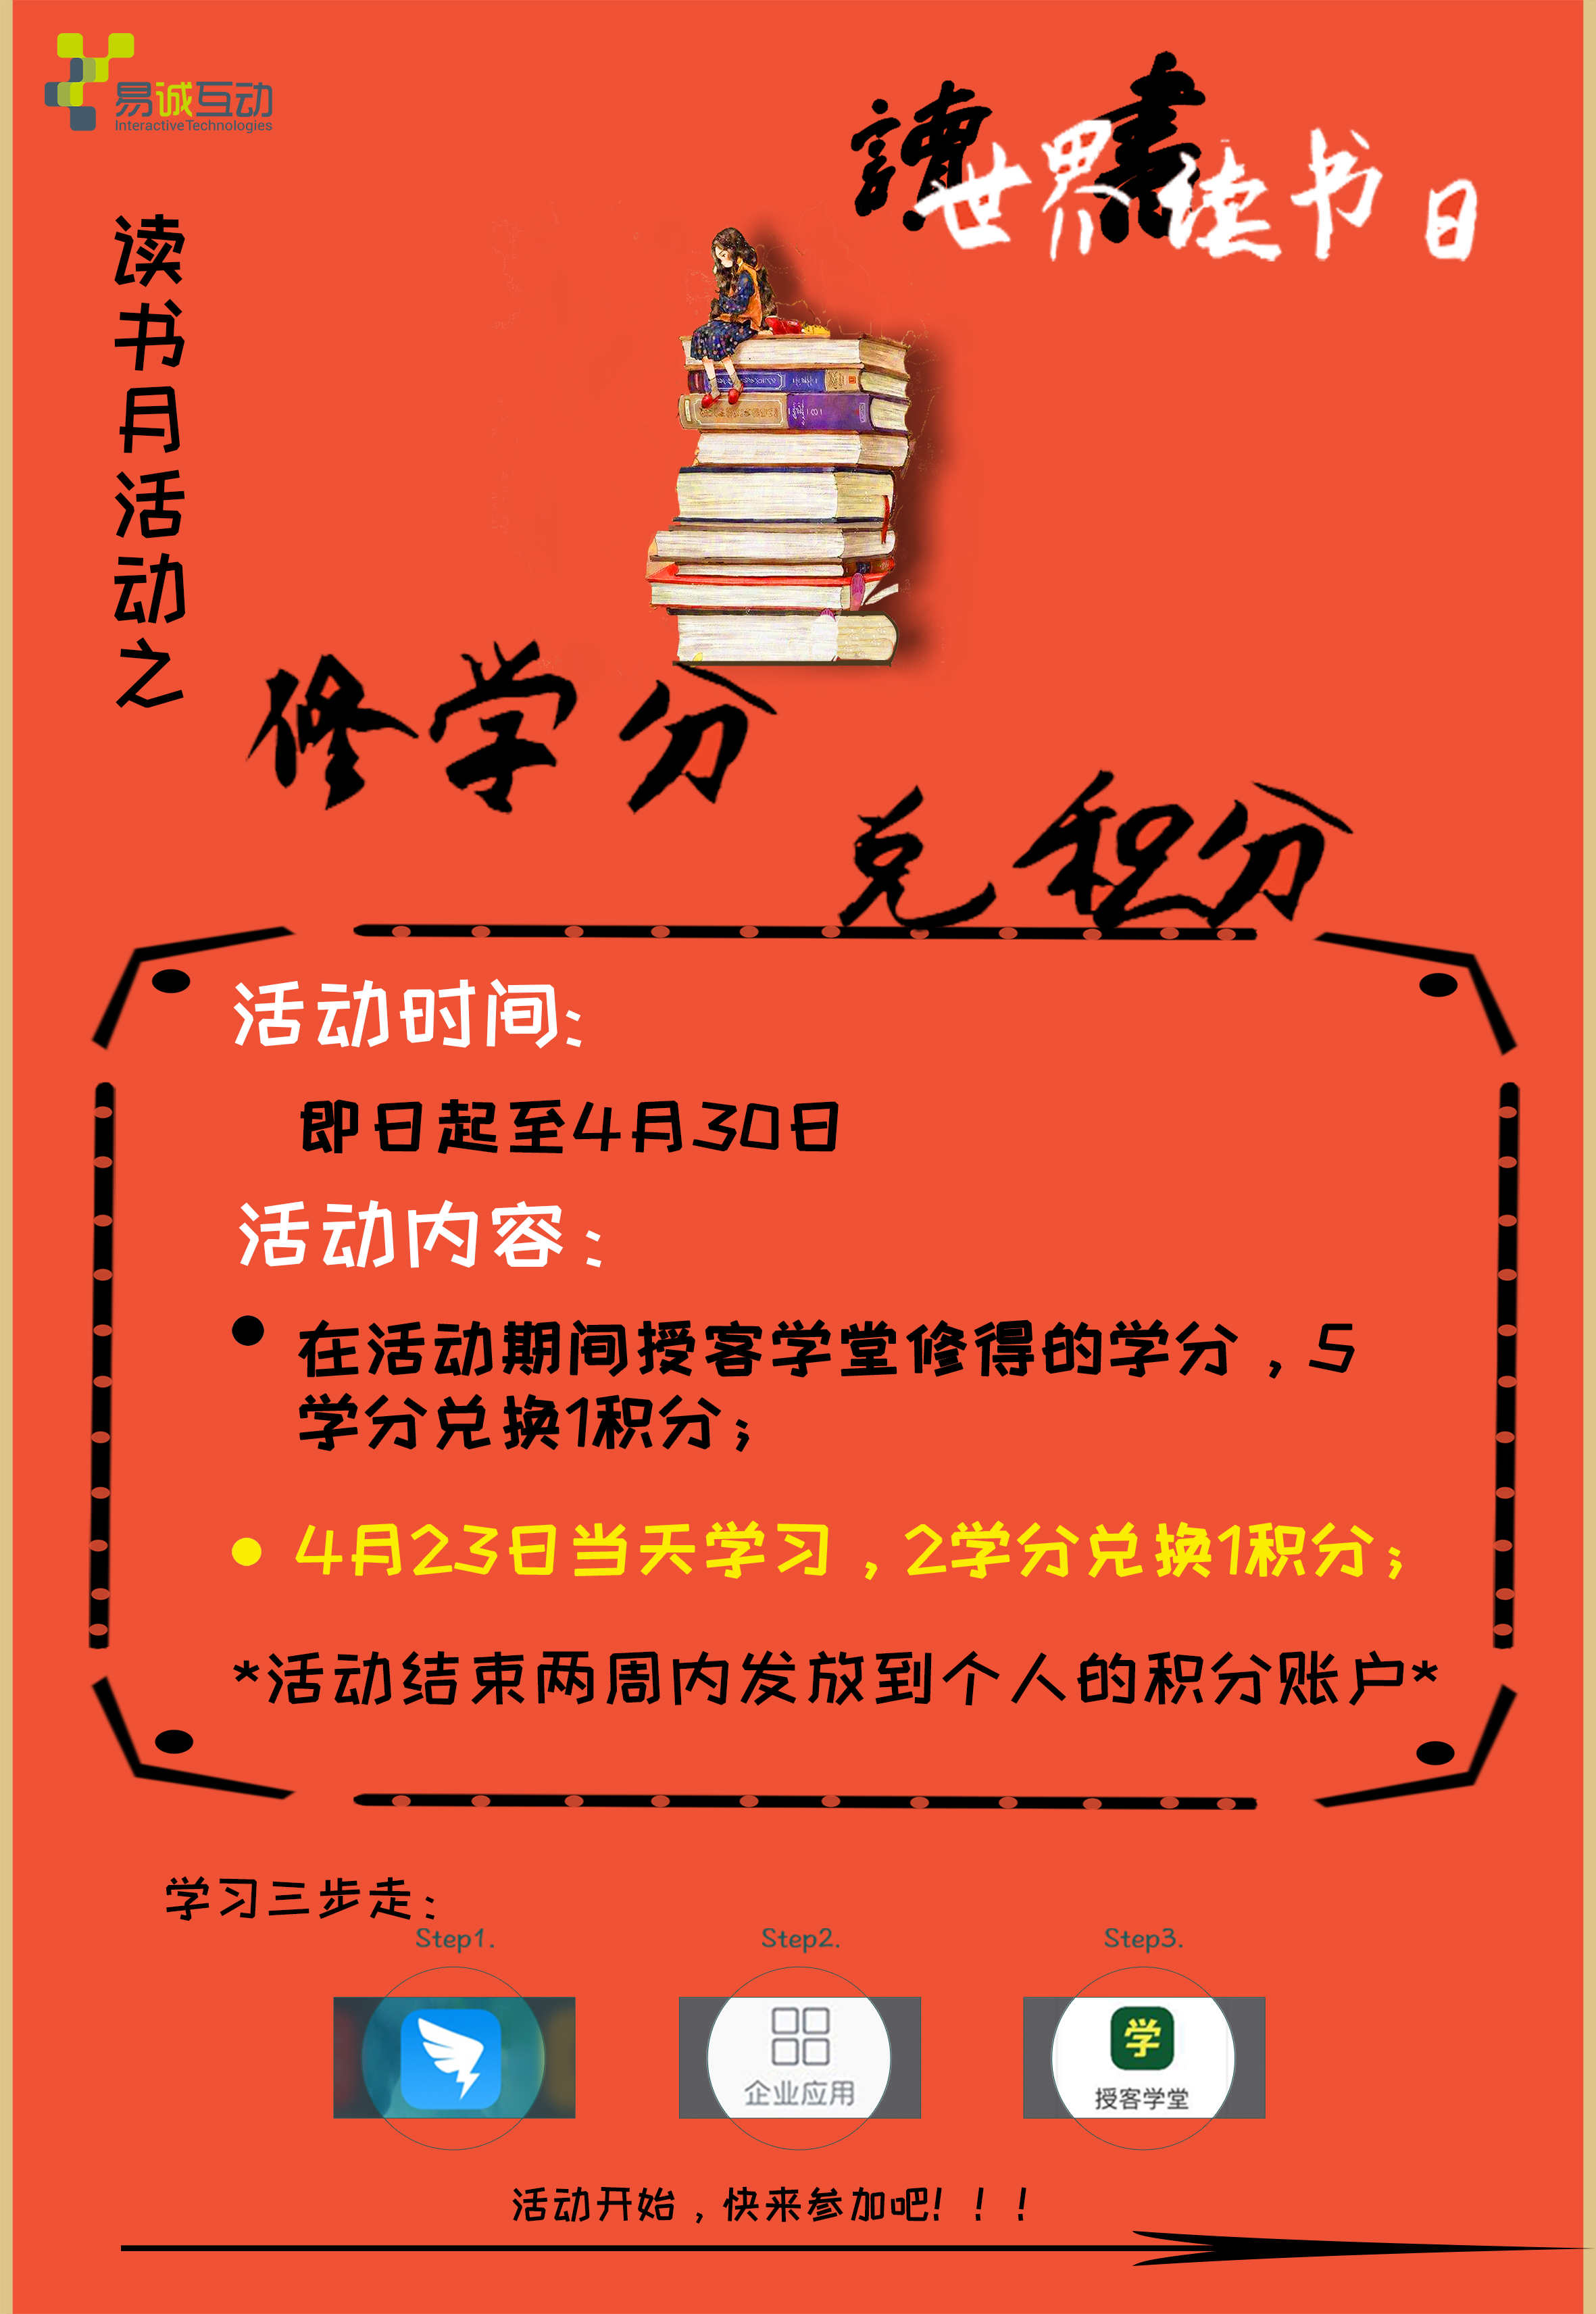 易诚互动
Interactive Technologies
讀書
世界读书日
读书月活动之
修学分
兑积分
活动时间:
即日起至4月30日
活动内容:
在活动期间授客学堂修得的学分，5
学分兑换1积分;
4月23日当天学习，2学分兑换1积分;
*活动结束两周内发放到个人的积分账户*
学习三步走:
Step1.
Step2.
Step3.
企业应用
学
授客学堂
活动开始，快来参加吧!！！